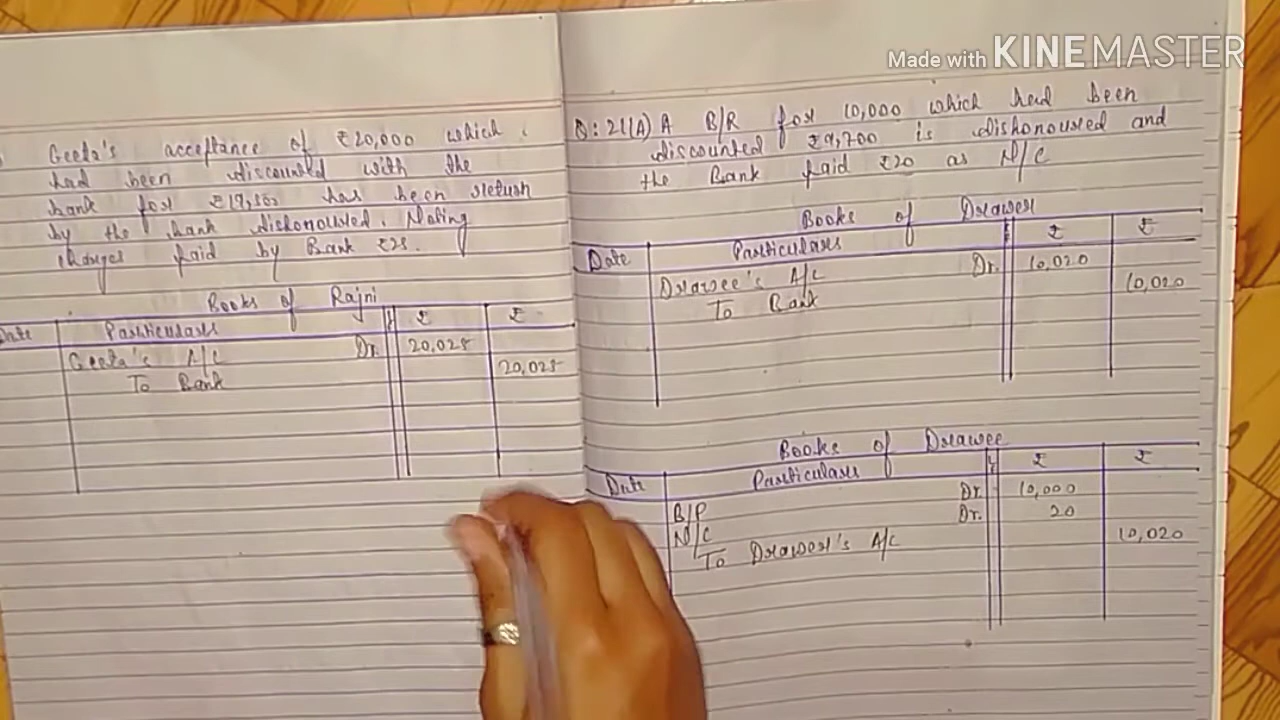 Made with KINEMASTER
Geeta's acceptance of ₹20,000 which
had been discounted with the
bank for ₹19,500 has been return
by the bank dishonoured. Noting
charges paid by Bank ₹25.
Books of Rajni
Date Particulars ₹ ₹
Geeta's A/C Dr. 20,025
To Bank 20,025
Q:21(A) A B/R for 10,000 which had been
discounted ₹9,700 is dishonoured and
the Bank paid ₹20 as N/C
Books of Drawer
Date Particulars ₹ ₹
Drawee's A/C Dr. 10,020
To Bank 10,020
Books of Drawee
Date Particulars ₹ ₹
B/P Dr. 10,000
N/C Dr. 20
To Drawer's A/C 10,020